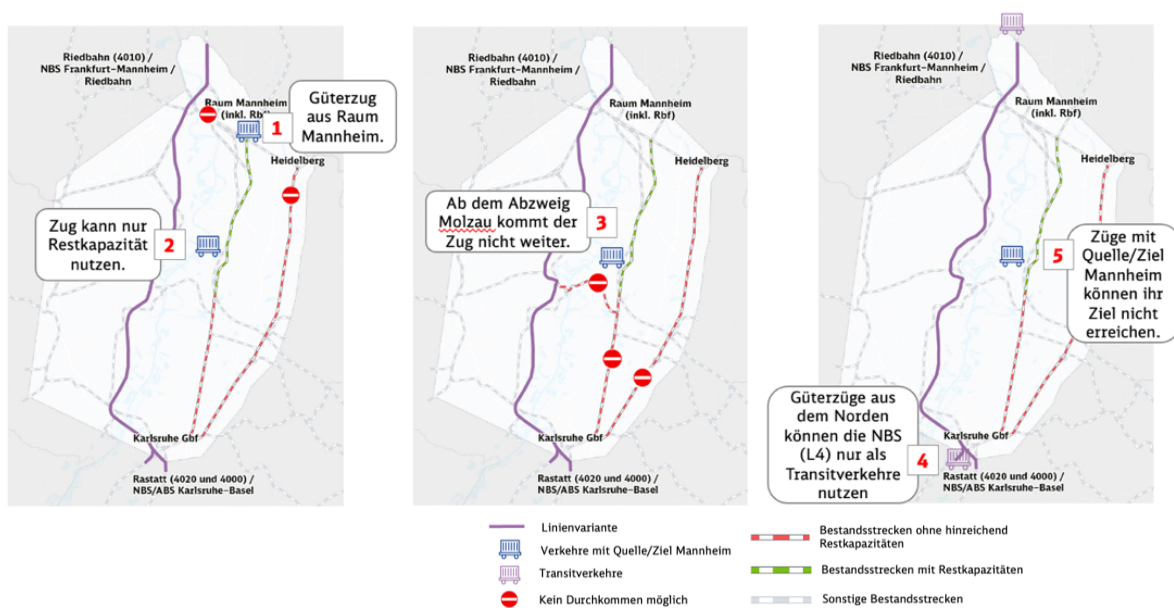 Riedbahn (4010) /
NBS Frankfurt-Mannheim /
Riedbahn
Raum Mannheim
(inkl. Rbf)
1
Güterzug
aus Raum
Mannheim.
Heidelberg
Zug kann nur
Restkapazität
nutzen.
2
Karlsruhe Gbf
Rastatt (4020 und 4000) /
NBS/ABS Karlsruhe-Basel
Riedbahn (4010) /
NBS Frankfurt-Mannheim /
Riedbahn
Raum Mannheim
(inkl. Rbf)
Heidelberg
Ab dem Abzweig
Molzau kommt der
Zug nicht weiter.
3
Karlsruhe Gbf
Rastatt (4020 und 4000) /
NBS/ABS Karlsruhe-Basel
Riedbahn (4010) /
NBS Frankfurt-Mannheim /
Riedbahn
Raum Mannheim
(inkl. Rbf)
Heidelberg
5
Züge mit
Quelle/Ziel
Mannheim
können ihr
Ziel nicht
erreichen.
Güterzüge aus
dem Norden
können die NBS
(L4) nur als
Transitverkehre
nutzen
4
Karlsruhe Gbf
Rastatt (4020 und 4000) /
NBS/ABS Karlsruhe-Basel
Linienvariante
Verkehre mit Quelle/Ziel Mannheim
Transitverkehre
Kein Durchkommen möglich
Bestandsstrecken ohne hinreichend
Restkapazitäten
Bestandsstrecken mit Restkapazitäten
Sonstige Bestandsstrecken